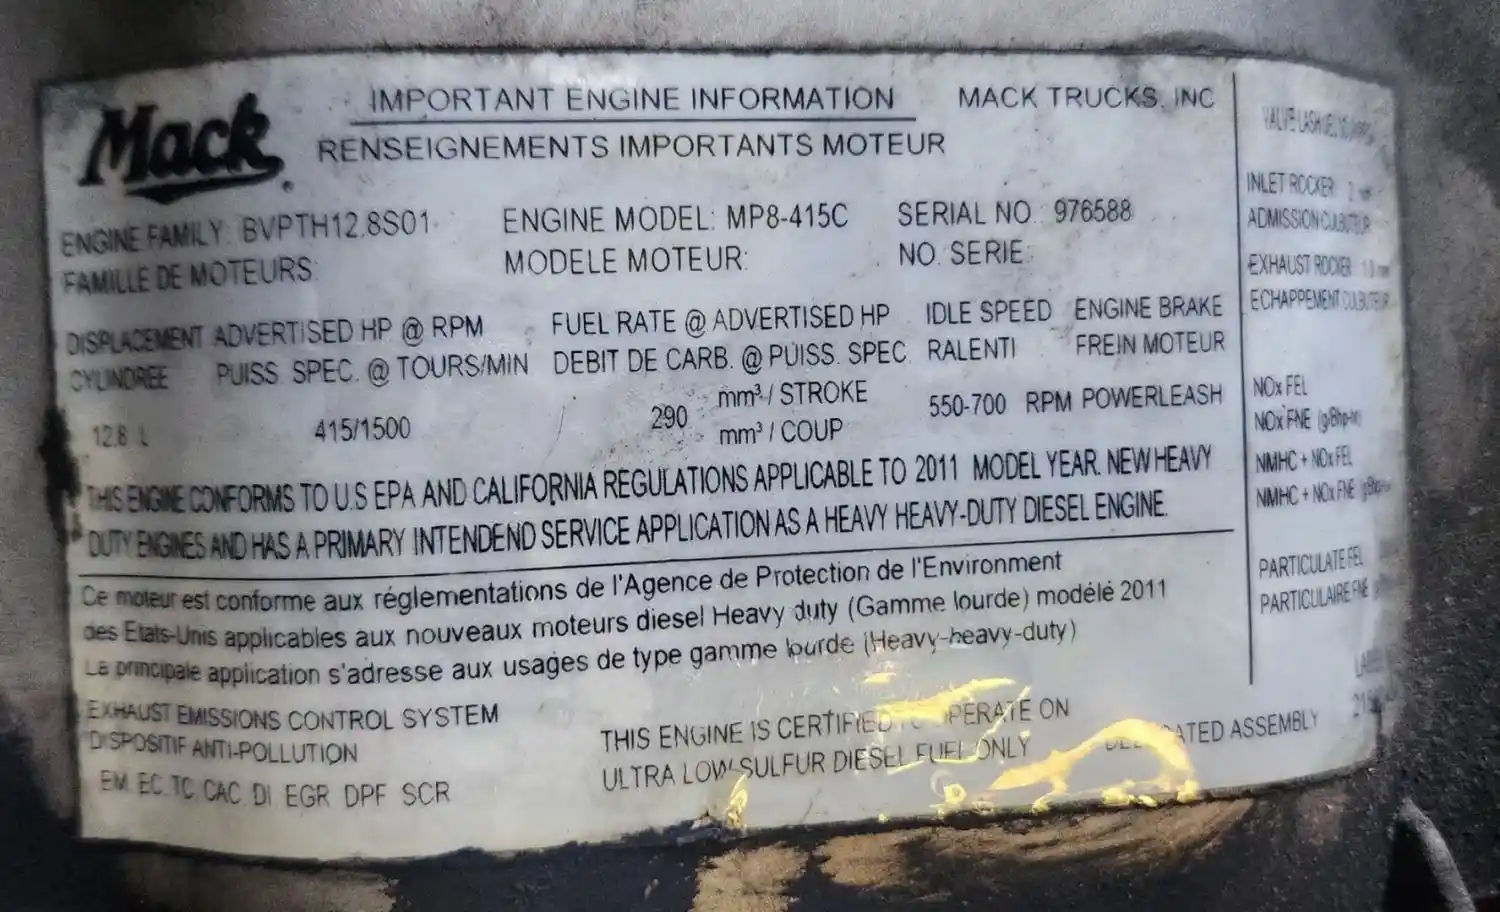 Mack
IMPORTANT ENGINE INFORMATION
MACK TRUCKS, INC
RENSEIGNEMENTS IMPORTANTS MOTEUR
ENGINE FAMILY: BVPTH12.8S01
FAMILLE DE MOTEURS:
ENGINE MODEL: MP8-415C
MODELE MOTEUR:
SERIAL NO. 976588
NO. SERIE:
DISPLACEMENT
CYLINDREE
12.8 L
ADVERTISED HP @ RPM
PUISS. SPEC. @ TOURS/MIN
415/1500
FUEL RATE @ ADVERTISED HP
DEBIT DE CARB. @ PUISS. SPEC
290 mm³ / STROKE
mm³ / COUP
IDLE SPEED
RALENTI
550-700 RPM
ENGINE BRAKE
FREIN MOTEUR
POWERLEASH
THIS ENGINE CONFORMS TO U.S EPA AND CALIFORNIA REGULATIONS APPLICABLE TO 2011 MODEL YEAR. NEW HEAVY
DUTY ENGINES AND HAS A PRIMARY INTENDEND SERVICE APPLICATION AS A HEAVY HEAVY-DUTY DIESEL ENGINE.
Ce moteur est conforme aux réglementations de l'Agence de Protection de l'Environment
des Etats-Unis applicables aux nouveaux moteurs diesel Heavy duty (Gamme lourde) modélé 2011
La principale application s'adresse aux usages de type gamme lourde (Heavy-heavy-duty)
EXHAUST EMISSIONS CONTROL SYSTEM
DISPOSITIF ANTI-POLLUTION
EM. EC. TC. CAC. DI EGR DPF SCR
THIS ENGINE IS CERTIFIED TO OPERATE ON
ULTRA LOW SULFUR DIESEL FUEL ONLY
ASSEMBLY
VALVE LASH
INLET ROCKER
ADMISSION CULBUTEUR
EXHAUST ROCKER
ECHAPPEMENT CULBUTEUR
NOx FEL
NOx FNE (g/Bhp-hr)
NMHC + NOx FEL
NMHC + NOx FNE
PARTICULATE FEL
PARTICULAIRE FNE